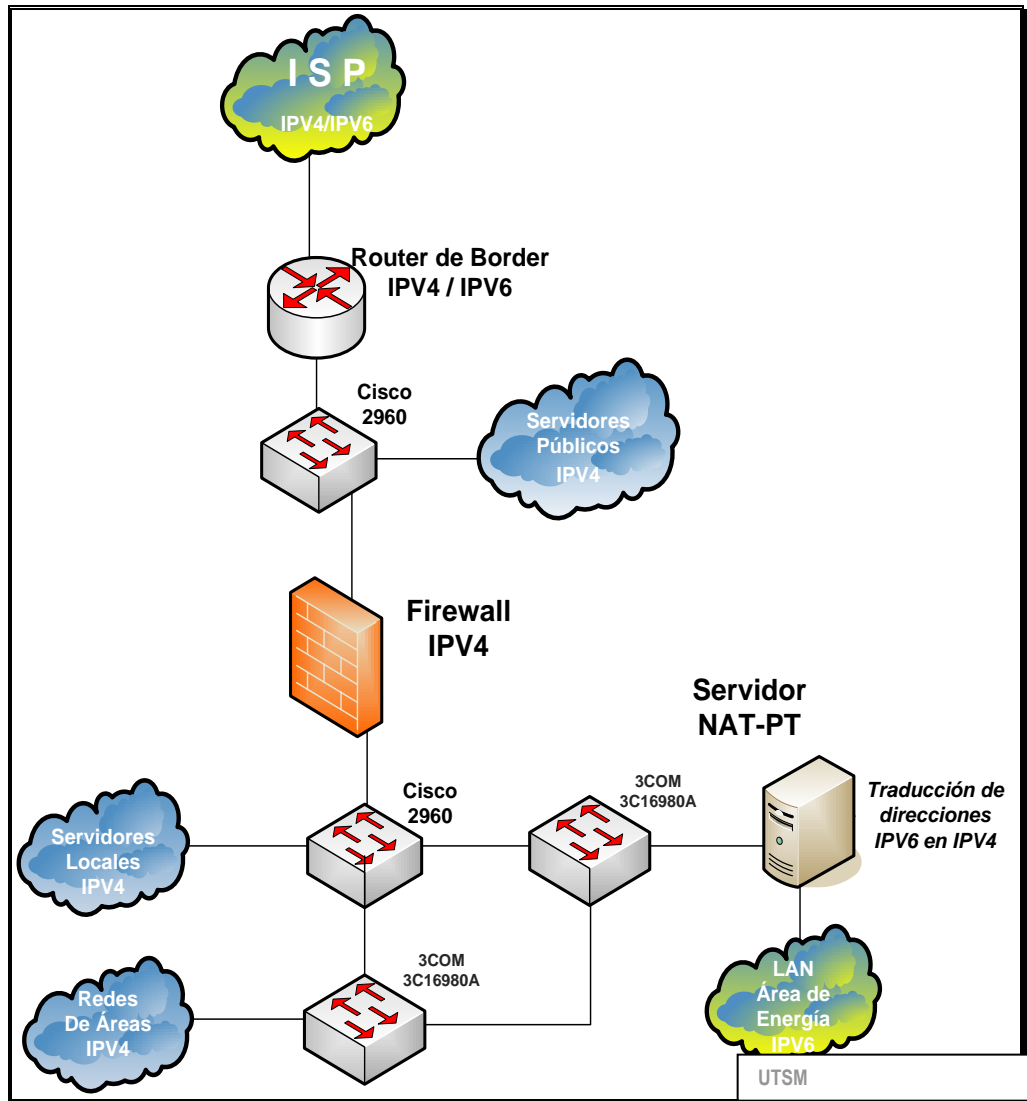 I S P
IPV4/IPV6
Router de Border
IPV4 / IPV6
Cisco
2960
Servidores
Públicos
IPV4
Firewall
IPV4
Servidor
NAT-PT
Traducción de
direcciones
IPV6 en IPV4
3COM
3C16980A
Cisco
2960
Servidores
Locales
IPV4
3COM
3C16980A
Redes
De Áreas
IPV4
LAN
Área de
Energía
IPV6
UTSM